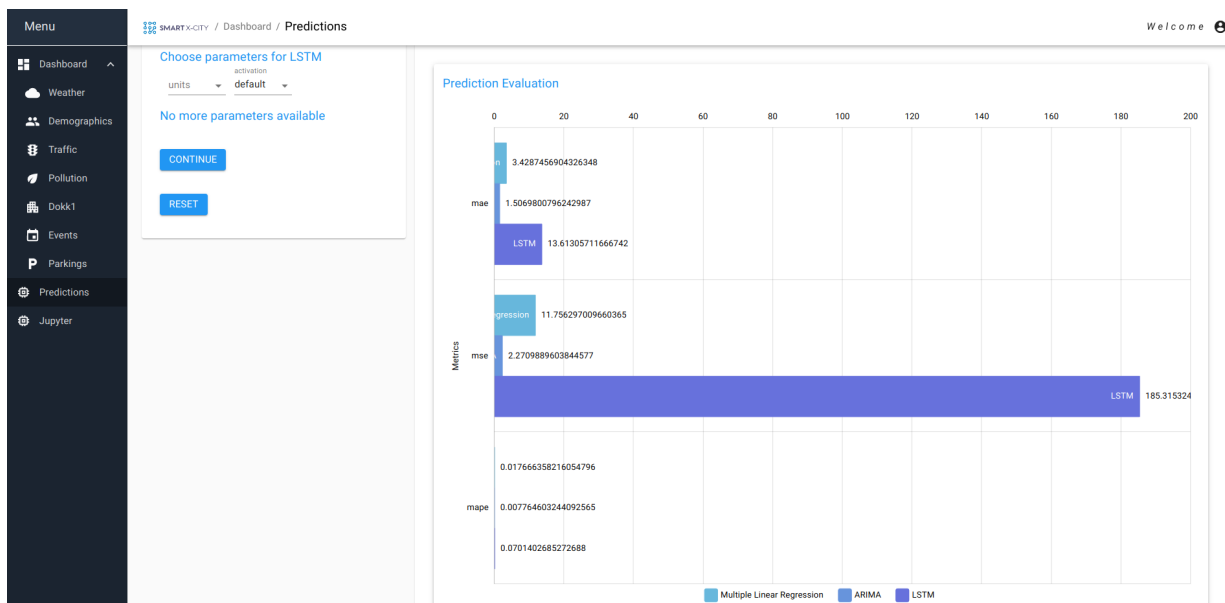 Menu
SMART X-CITY / Dashboard / Predictions
Welcome
Dashboard
Weather
Demographics
Traffic
Pollution
Dokk1
Events
Parkings
Predictions
Jupyter
Choose parameters for LSTM
activation
units default
No more parameters available
CONTINUE
RESET
Prediction Evaluation
0 20 40 60 80 100 120 140 160 180 200
Metrics
mae
n 3.4287456904326348
1.5069800796242987
LSTM 13.61305711666742
mse
egression 11.756297009660365
2.2709889603844577
LSTM 185.315324
mape
0.017666358216054796
0.007764603244092565
0.0701402685272688
Multiple Linear Regression ARIMA LSTM